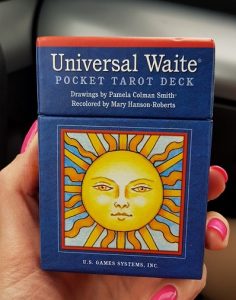 Universal Waite®
POCKET TAROT DECK
Drawings by Pamela Colman Smith
Recolored by Mary Hanson-Roberts
U.S. GAMES SYSTEMS, INC.